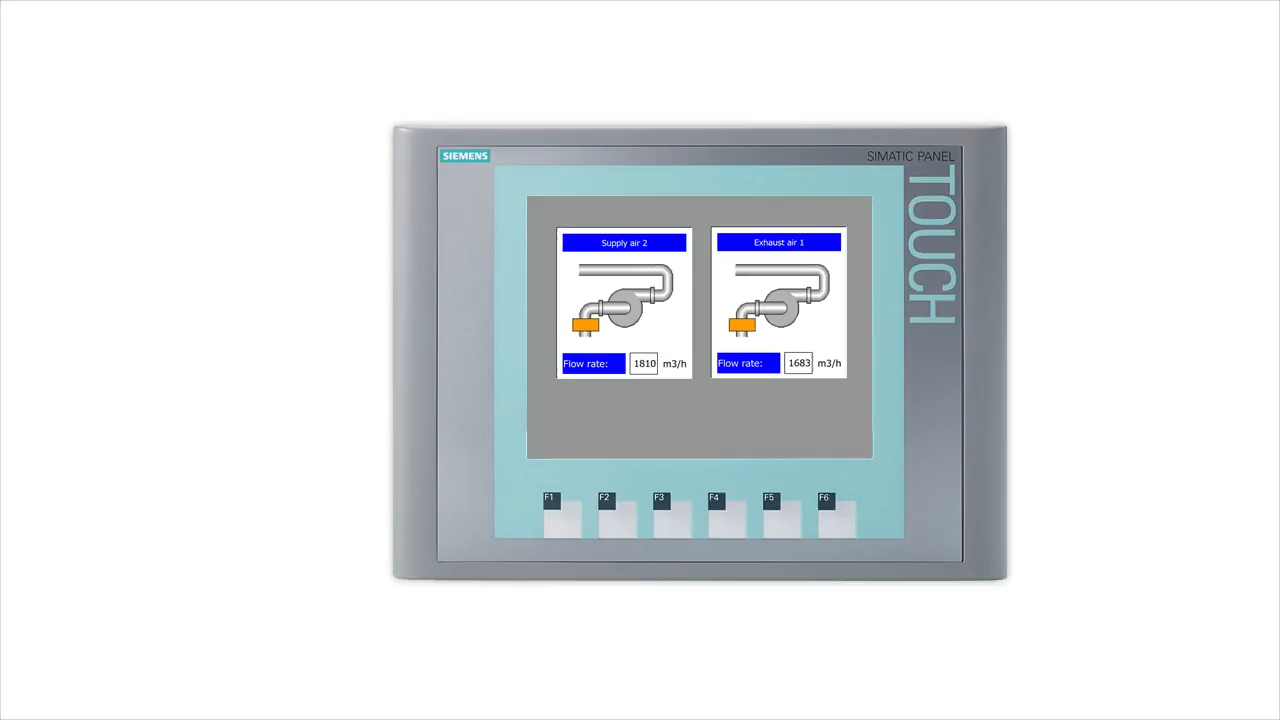 SIEMENS
SIMATIC PANEL
TOUCH
Supply air 2
Exhaust air 1
Flow rate: 1810 m3/h
Flow rate: 1683 m3/h
F1 F2 F3 F4 F5 F6